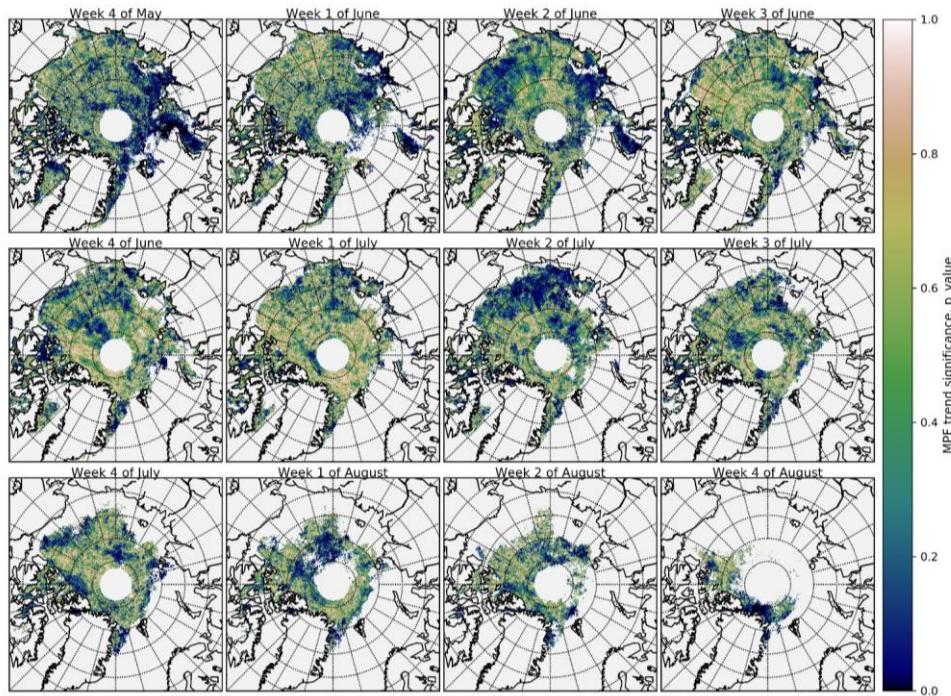 Week 4 of May
Week 1 of June
Week 2 of June
Week 3 of June
Week 4 of June
Week 1 of July
Week 2 of July
Week 3 of July
Week 4 of July
Week 1 of August
Week 2 of August
Week 4 of August
1.0
0.8
0.6
0.4
0.2
0.0
MPF trend significance, p value